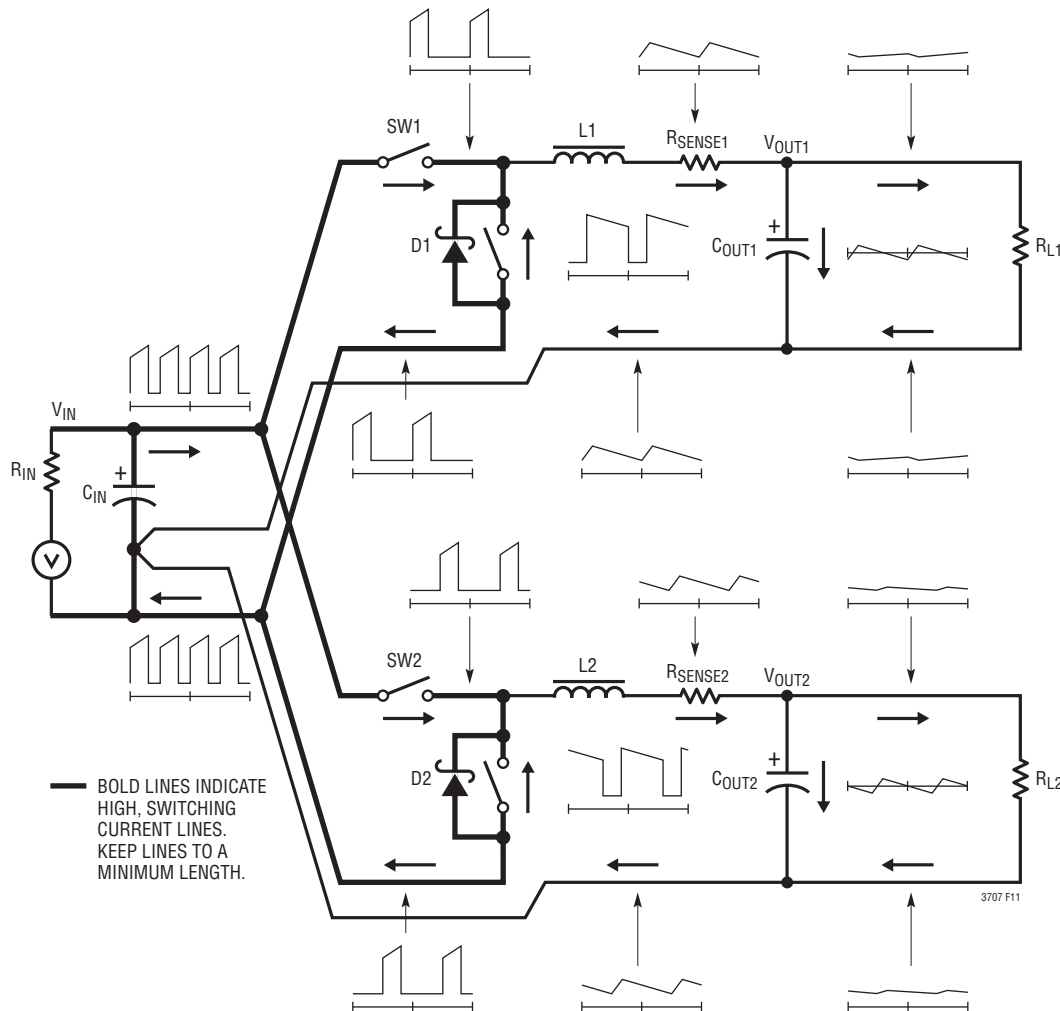 SW1
L1
RSENSE1
VOUT1
D1
COUT1
+
RL1
VIN
RIN
+
CIN
SW2
L2
RSENSE2
VOUT2
D2
COUT2
+
RL2
BOLD LINES INDICATE
HIGH, SWITCHING
CURRENT LINES.
KEEP LINES TO A
MINIMUM LENGTH.
3707 F11